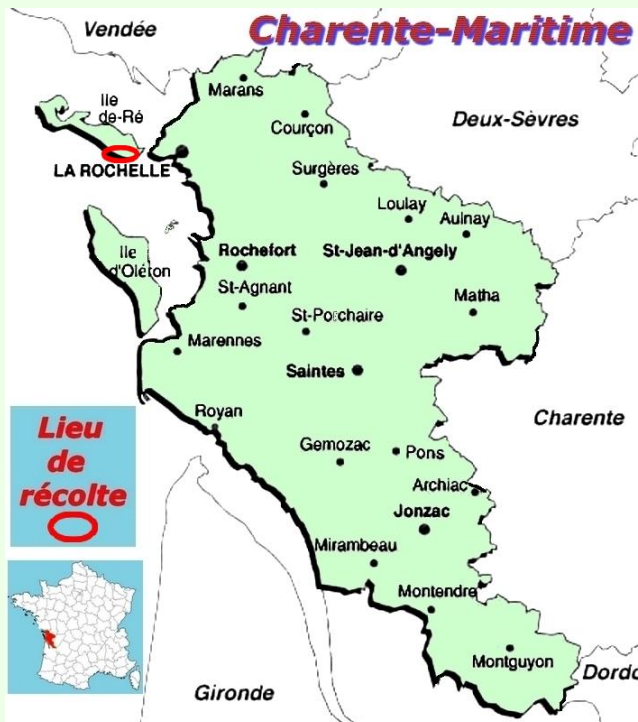 Vendée
Charente-Maritime
Marans
Ile
de-Ré
Courçon
Deux-Sèvres
LA ROCHELLE
Surgères
Loulay
Aulnay
Ile
d'Oléron
Rochefort
St-Jean-d'Angely
St-Agnant
St-Porchaire
Matha
Marennes
Saintes
Royan
Charente
Lieu
de
récolte
Gemozac
Pons
Archiac
Jonzac
Mirambeau
Montendre
Montguyon
Gironde
Dordo